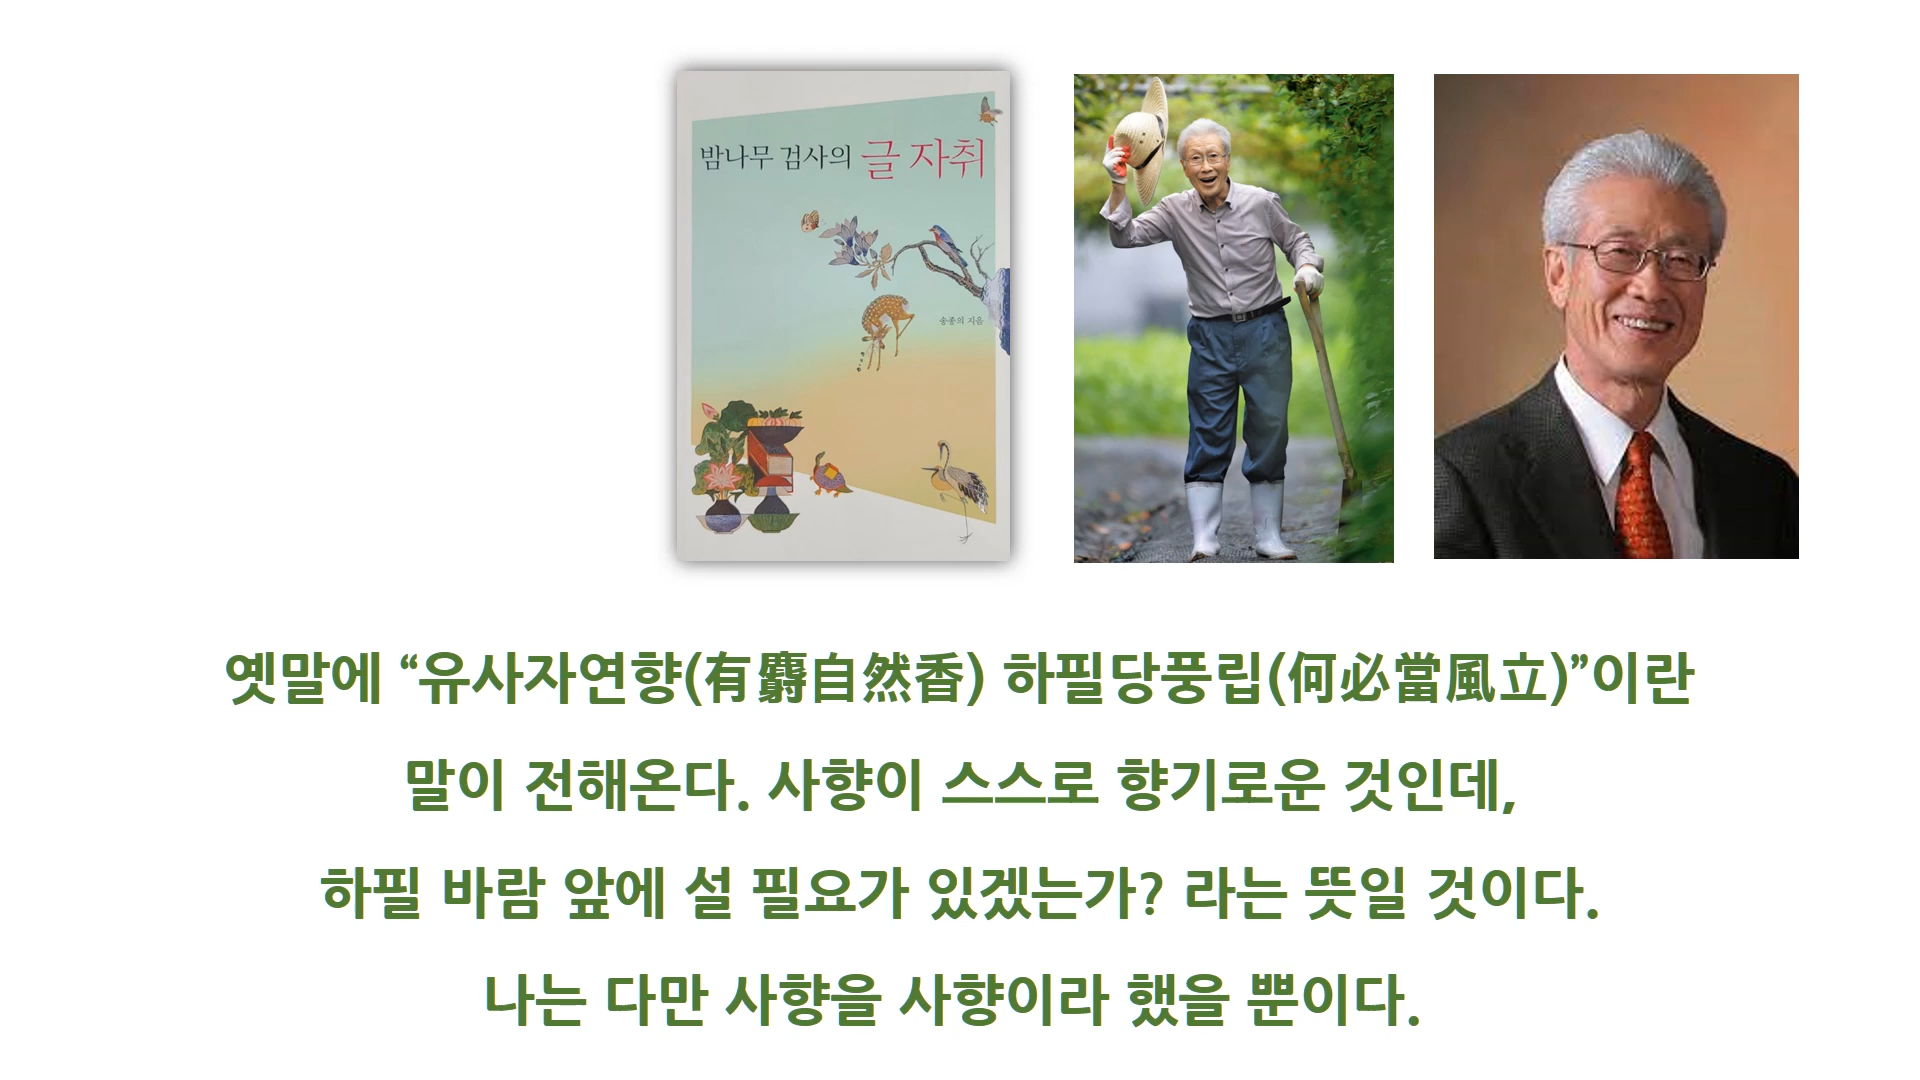 밤나무 검사의 글 자취
송종의 지음
옛말에 “유사자연향(有麝自然香) 하필당풍립(何必當風立)”이란
말이 전해온다. 사향이 스스로 향기로운 것인데,
하필 바람 앞에 설 필요가 있겠는가? 라는 뜻일 것이다.
나는 다만 사향을 사향이라 했을 뿐이다.